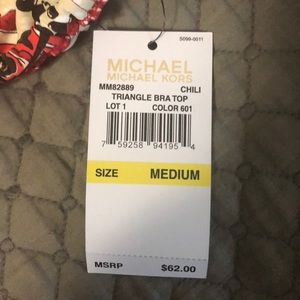 S099-0011
MICHAEL
MICHAEL KORS
MM82889 CHILI
TRIANGLE BRA TOP
LOT 1 COLOR 601
7 59258 94195 4
SIZE MEDIUM
MSRP $62.00